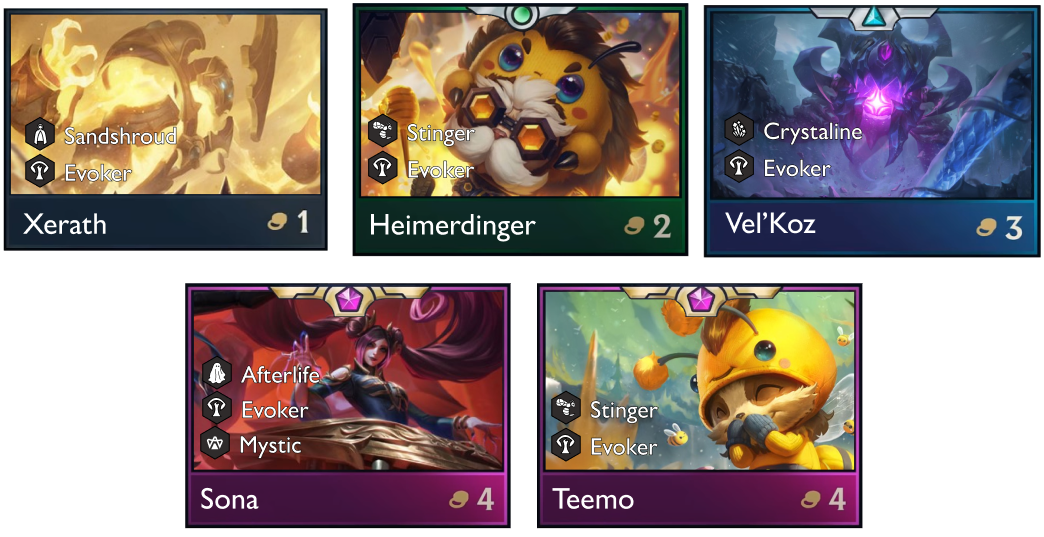 Sandshroud
Evoker
Xerath
1
Stinger
Evoker
Heimerdinger
2
Crystaline
Evoker
Vel'Koz
3
Afterlife
Evoker
Mystic
Sona
4
Stinger
Evoker
Teemo
4